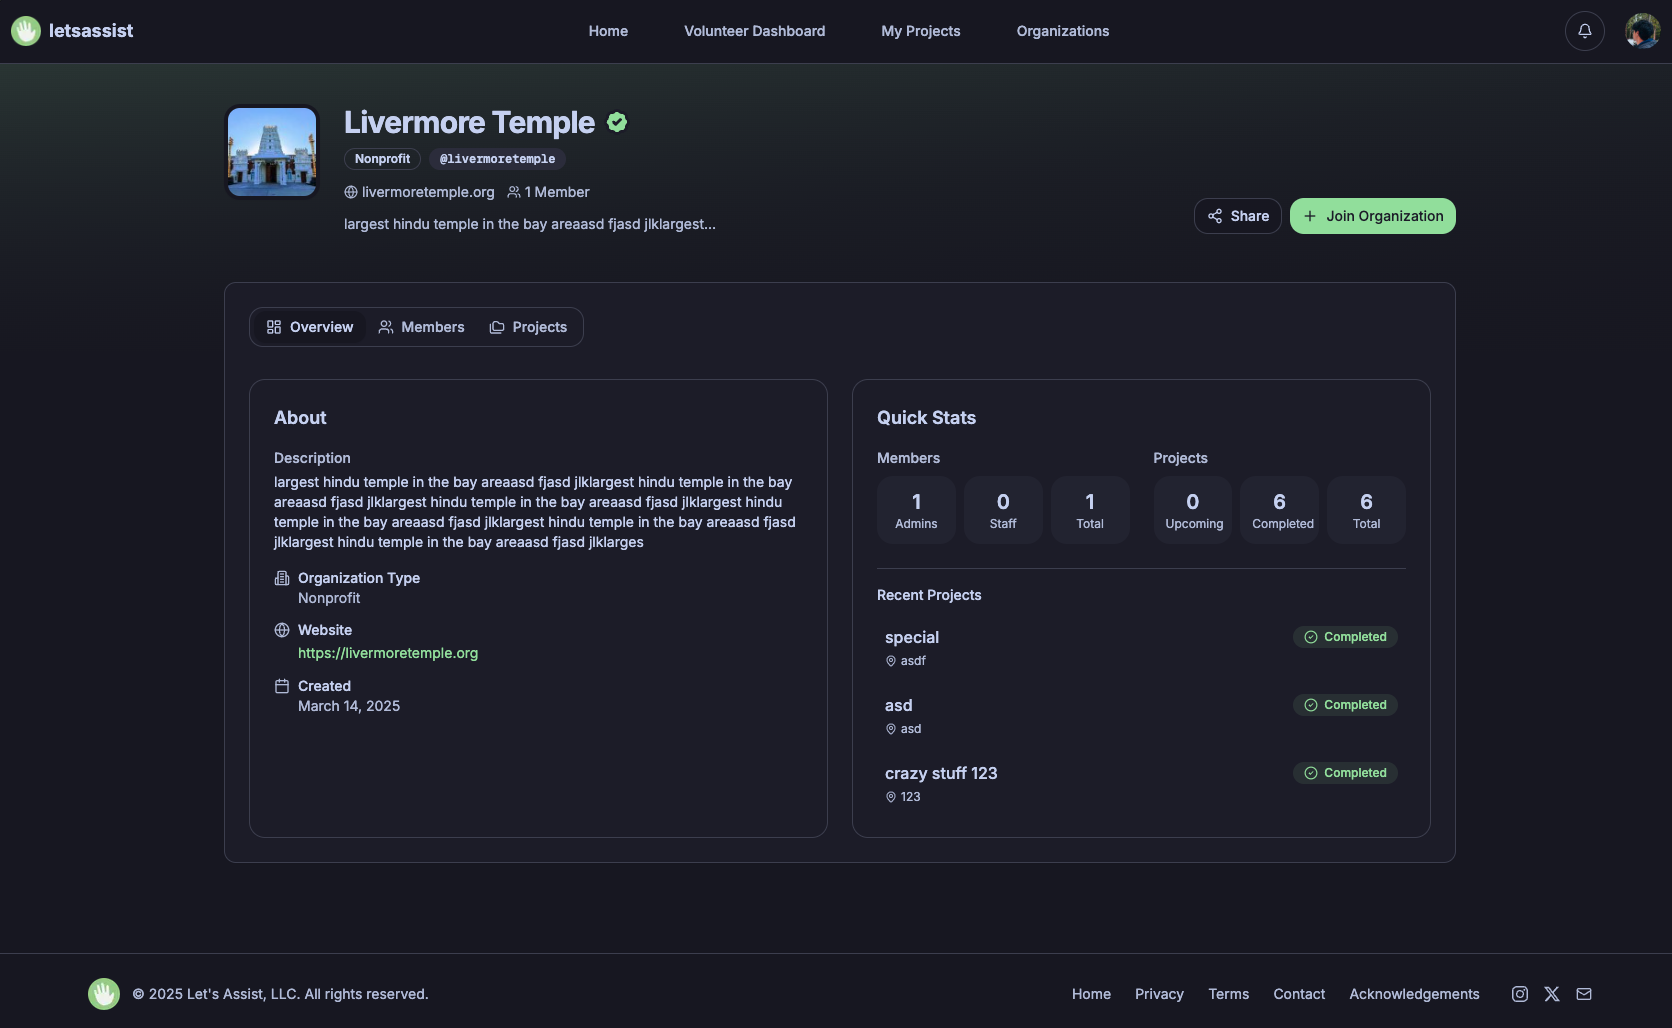 letsassist
Home
Volunteer Dashboard
My Projects
Organizations
Livermore Temple
Nonprofit
@livermoretemple
livermoretemple.org
1 Member
largest hindu temple in the bay areaasd fjasd jlklargest...
Share
Join Organization
Overview
Members
Projects
About
Description
largest hindu temple in the bay areaasd fjasd jlklargest hindu temple in the bay
areaasd fjasd jlklargest hindu temple in the bay areaasd fjasd jlklargest hindu
temple in the bay areaasd fjasd jlklargest hindu temple in the bay areaasd fjasd
jlklargest hindu temple in the bay areaasd fjasd jlklarges
Organization Type
Nonprofit
Website
https://livermoretemple.org
Created
March 14, 2025
Quick Stats
Members
1
Admins
0
Staff
1
Total
Projects
0
Upcoming
6
Completed
6
Total
Recent Projects
special
asdf
Completed
asd
asd
Completed
crazy stuff 123
123
Completed
© 2025 Let's Assist, LLC. All rights reserved.
Home
Privacy
Terms
Contact
Acknowledgements